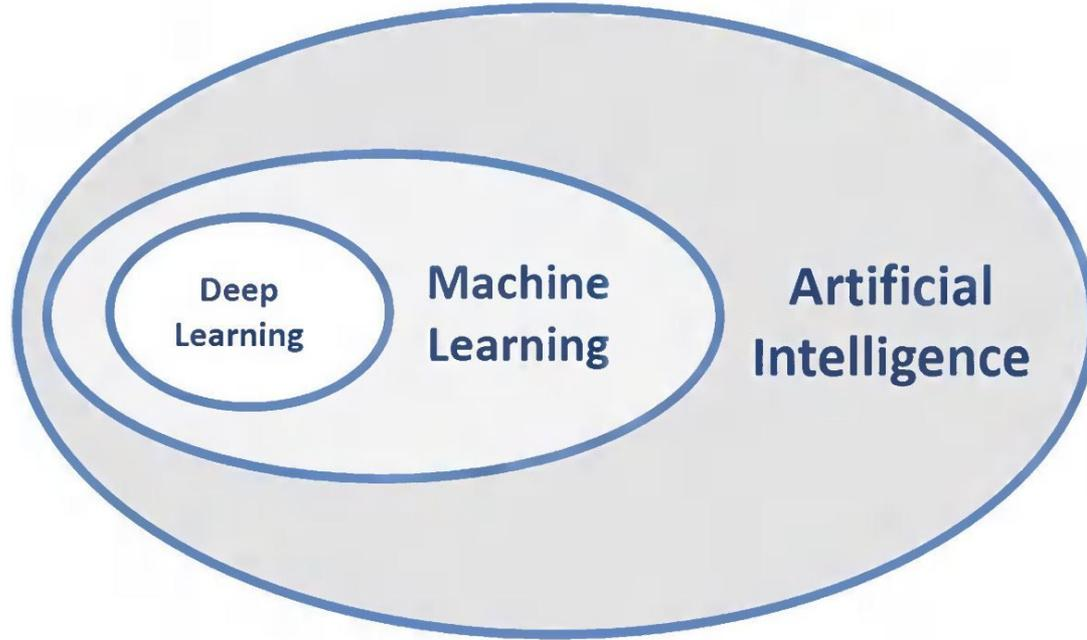 Deep
Learning
Machine
Learning
Artificial
Intelligence